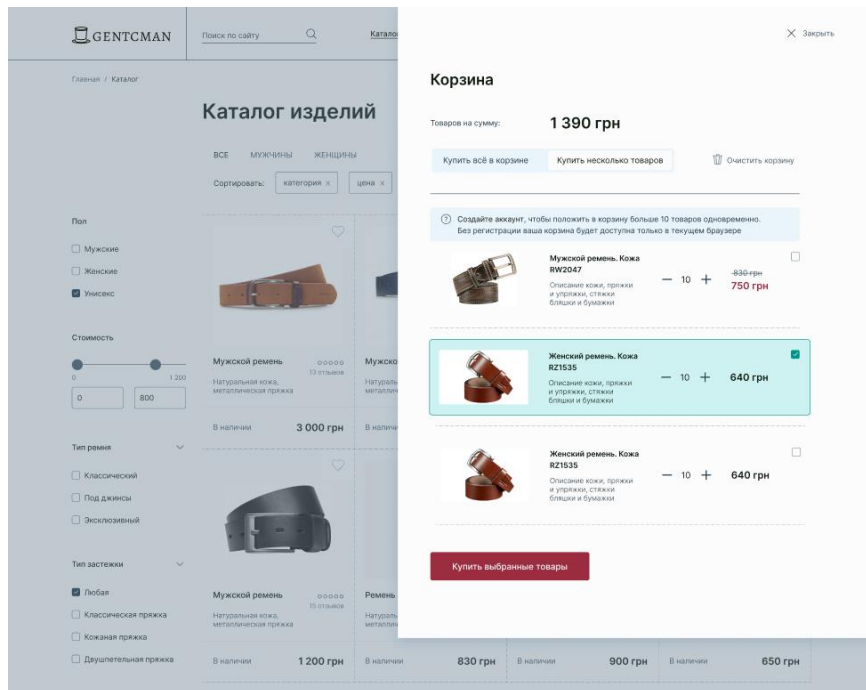 GENTCMAN
Поиск по сайту
Катало
Закрыть
Главная / Каталог
Каталог изделий
ВСЕ МУЖЧИНЫ ЖЕНЩИНЫ
Сортировать: категория × цена ×
Пол
Мужские
Женские
Унисекс
Стоимость
0 1 200
0 800
Тип ремня
Классический
Под джинсы
Эксклюзивный
Тип застежки
Любая
Классическая пряжка
Кожаная пряжка
Двушпетельная пряжка
Мужской ремень
13 отзывов
Натуральная кожа,
металлическая пряжка
В наличии 3 000 грн
Мужско
Натураль
металлич
В наличи
Мужской ремень
15 отзывов
Натуральная кожа,
металлическая пряжка
В наличии 1 200 грн
Ремень
Натураль
металлич
В наличии 830 грн
В наличии 900 грн
В наличии 650 грн
Корзина
Товаров на сумму: 1 390 грн
Купить всё в корзине Купить несколько товаров Очистить корзину
Создайте аккаунт, чтобы положить в корзину больше 10 товаров одновременно.
Без регистрации ваша корзина будет доступна только в текущем браузере
Мужской ремень. Кожа
RW2047
Описание кожи, пряжки
и упряжки, стяжки
бляшки и бумажки
— 10 +
830 грн
750 грн
Женский ремень. Кожа
RZ1535
Описание кожи, пряжки
и упряжки, стяжки
бляшки и бумажки
— 10 + 640 грн
Женский ремень. Кожа
RZ1535
Описание кожи, пряжки
и упряжки, стяжки
бляшки и бумажки
— 10 + 640 грн
Купить выбранные товары